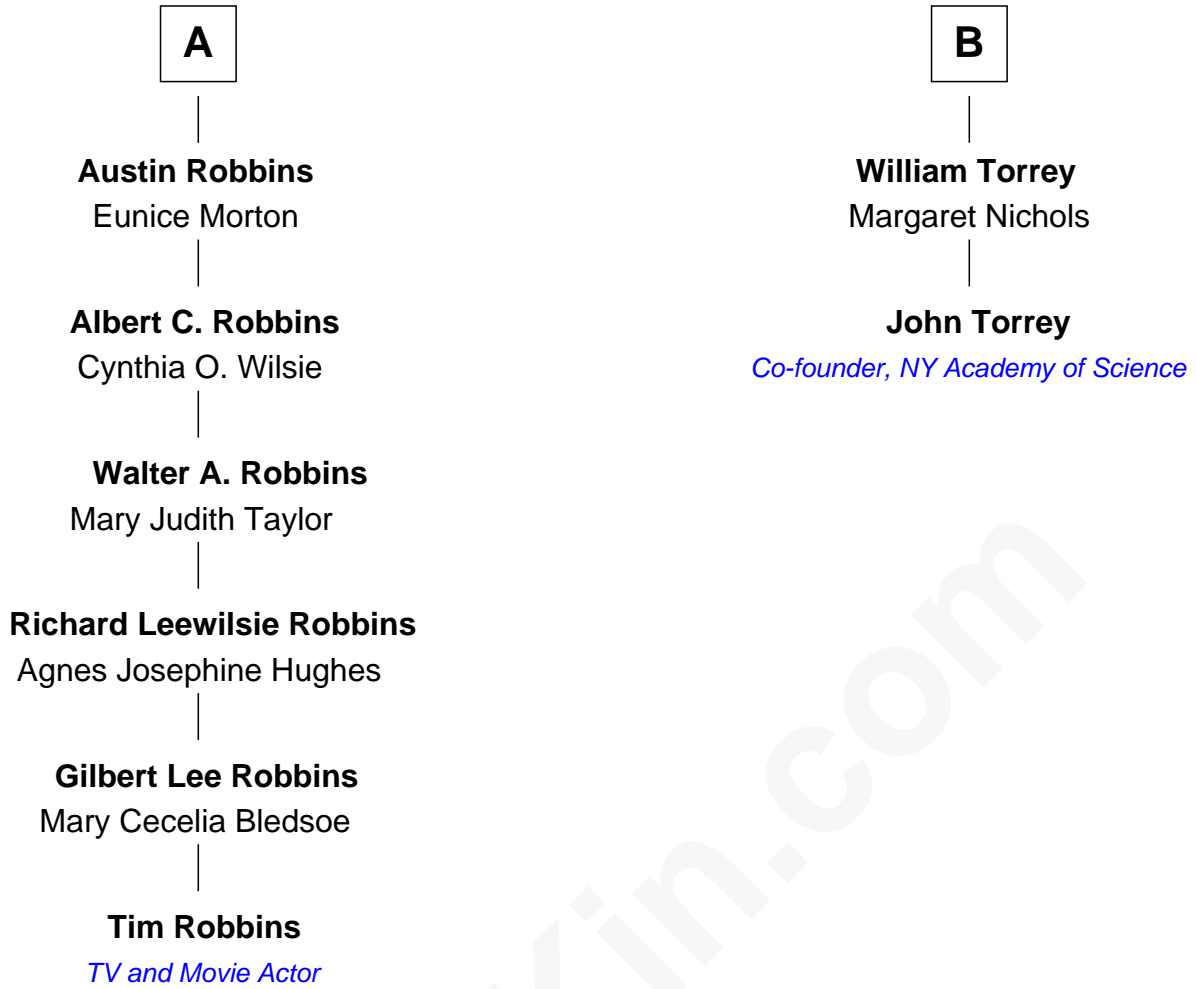 A
Austin Robbins
Eunice Morton
Albert C. Robbins
Cynthia O. Wilsie
Walter A. Robbins
Mary Judith Taylor
Richard Leewilsie Robbins
Agnes Josephine Hughes
Gilbert Lee Robbins
Mary Cecelia Bledsoe
Tim Robbins
TV and Movie Actor
B
William Torrey
Margaret Nichols
John Torrey
Co-founder, NY Academy of Science
Kin.com